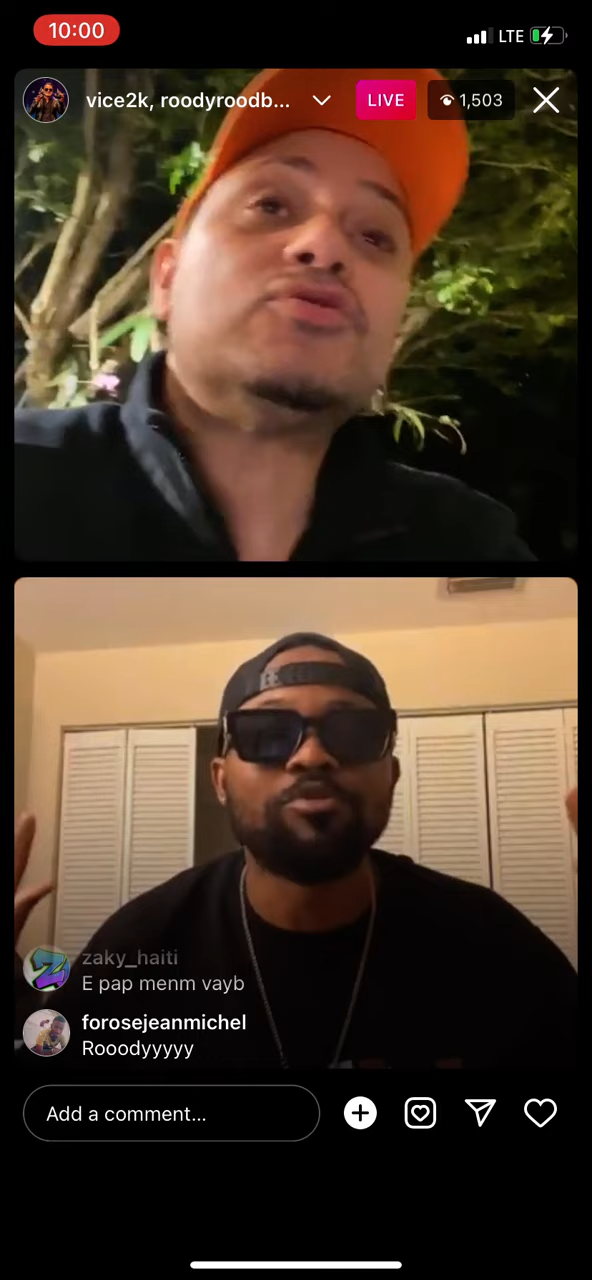 10:00
LTE
vice2k, roodyroodb...
LIVE
1,503
zaky_haiti
E pap menm vayb
forosejeanmichel
Rooodyyyyy
Add a comment...